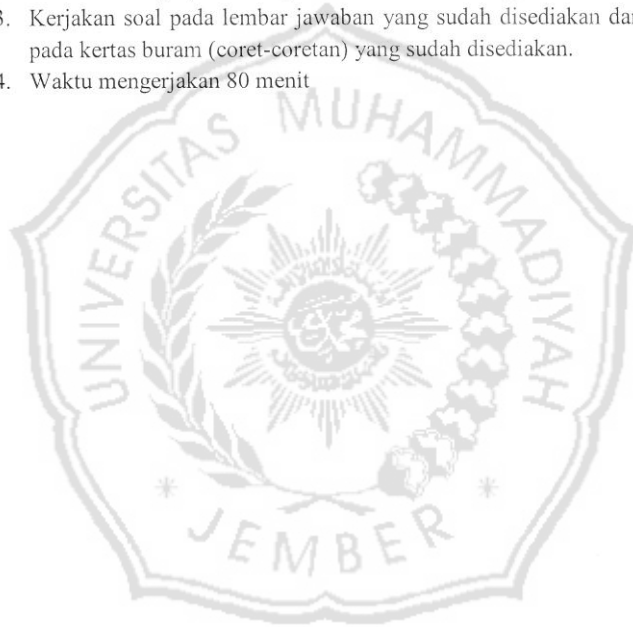 3. Kerjakan soal pada lembar jawaban yang sudah disediakan dan
pada kertas buram (coret-coretan) yang sudah disediakan.
4. Waktu mengerjakan 80 menit
UNIVERSITAS MUHAMMADIYAH
JEMBER